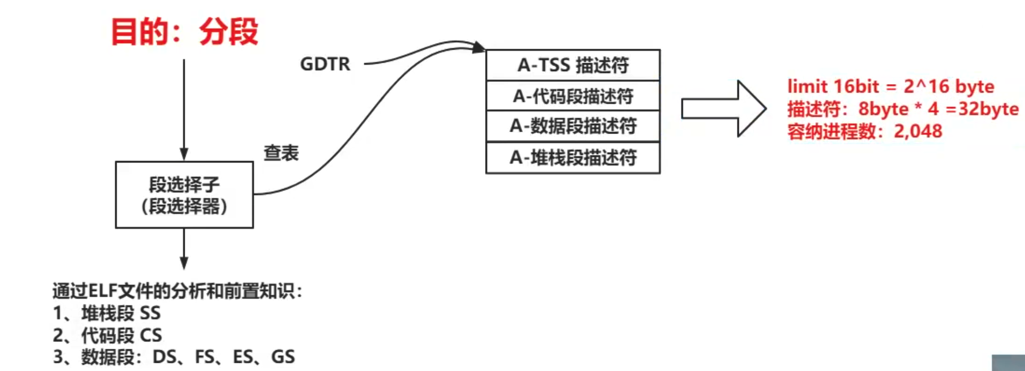 目的：分段
GDTR
A-TSS 描述符
A-代码段描述符
A-数据段描述符
A-堆栈段描述符
limit 16bit = 2^16 byte
描述符：8byte * 4 =32byte
容纳进程数：2,048
查表
段选择子
（段选择器）
通过ELF文件的分析和前置知识：
1、堆栈段 SS
2、代码段 CS
3、数据段：DS、FS、ES、GS